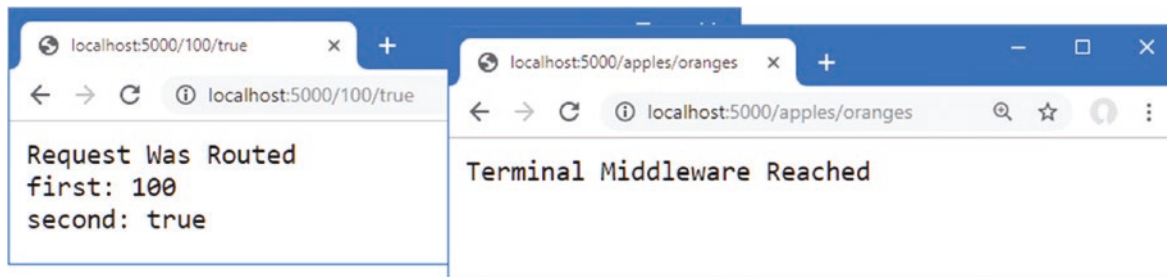 localhost:5000/100/true
localhost:5000/100/true
Request Was Routed
first: 100
second: true
localhost:5000/apples/oranges
localhost:5000/apples/oranges
Terminal Middleware Reached